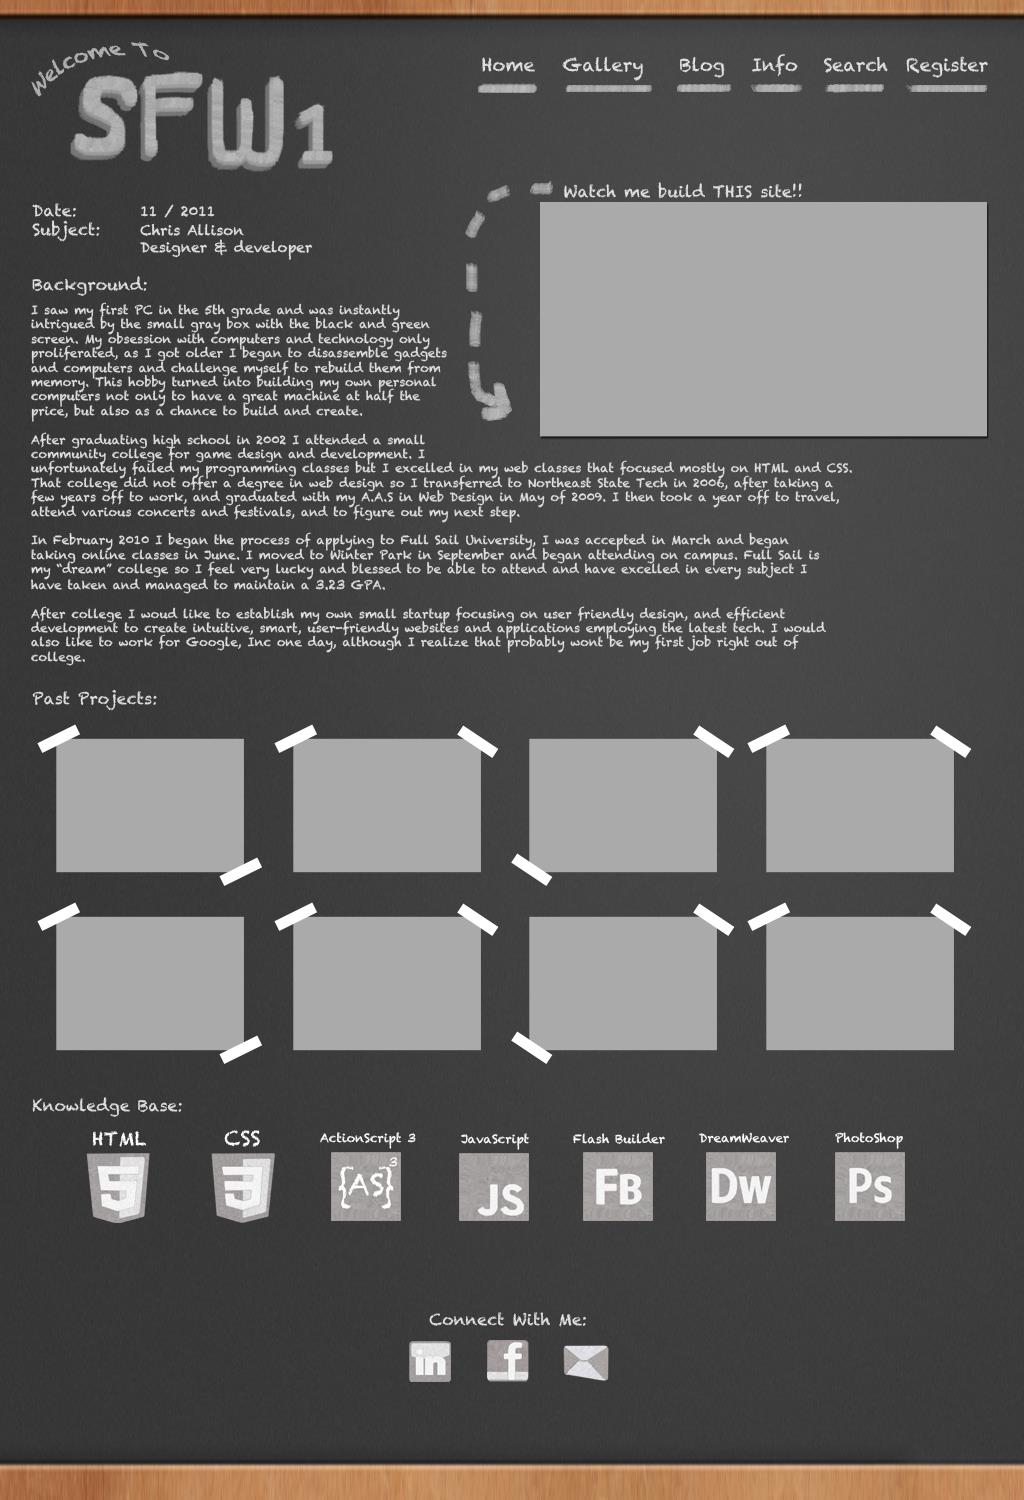 Welcome To
SFW1
Home Gallery Blog Info Search Register
Watch me build THIS site!!
Date: 11 / 2011
Subject: Chris Allison
Designer & developer
Background:
I saw my first PC in the 5th grade and was instantly
intrigued by the small gray box with the black and green
screen. My obsession with computers and technology only
proliferated, as I got older I began to disassemble gadgets
and computers and challenge myself to rebuild them from
memory. This hobby turned into building my own personal
computers not only to have a great machine at half the
price, but also as a chance to build and create.
After graduating high school in 2002 I attended a small
community college for game design and development. I
unfortunately failed my programming classes but I excelled in my web classes that focused mostly on HTML and CSS.
That college did not offer a degree in web design so I transferred to Northeast State Tech in 2006, after taking a
few years off to work, and graduated with my A.A.S in Web Design in May of 2009. I then took a year off to travel,
attend various concerts and festivals, and to figure out my next step.
In February 2010 I began the process of applying to Full Sail University, I was accepted in March and began
taking online classes in June. I moved to Winter Park in September and began attending on campus. Full Sail is
my “dream” college so I feel very lucky and blessed to be able to attend and have excelled in every subject I
have taken and managed to maintain a 3.23 GPA.
After college I woud like to establish my own small startup focusing on user friendly design, and efficient
development to create intuitive, smart, user-friendly websites and applications employing the latest tech. I would
also like to work for Google, Inc one day, although I realize that probably wont be my first job right out of
college.
Past Projects:
Knowledge Base:
HTML CSS ActionScript 3 JavaScript Flash Builder DreamWeaver PhotoShop
5 3 {AS}3 JS FB Dw Ps
Connect With Me:
in f